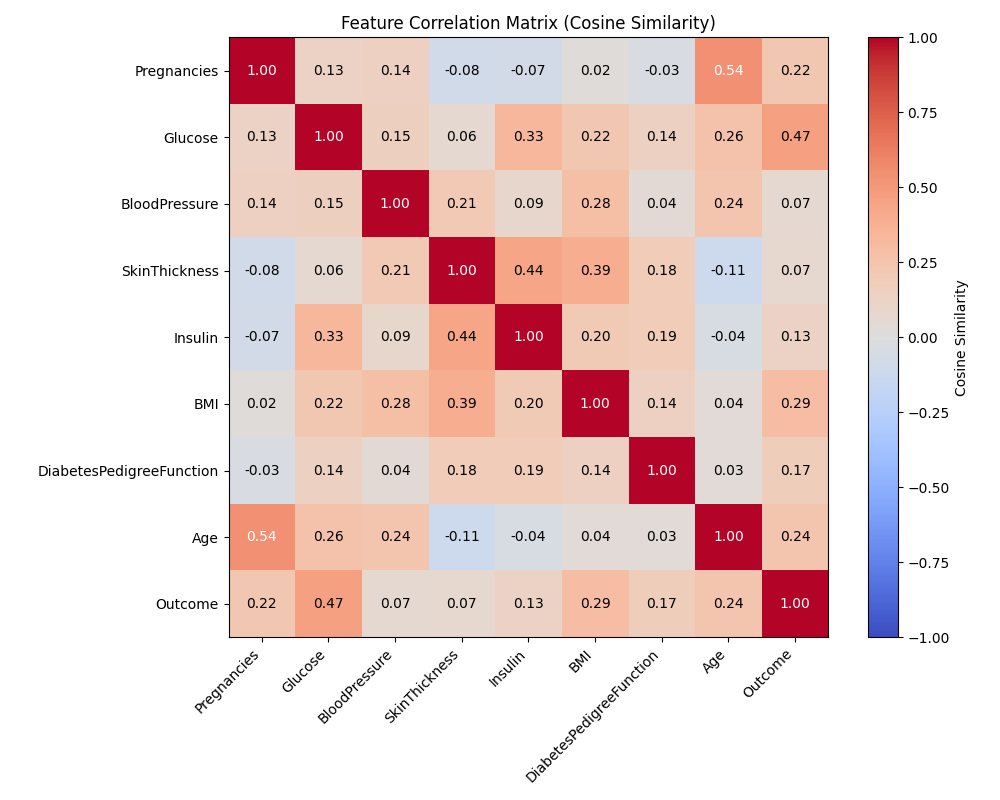 Feature Correlation Matrix (Cosine Similarity)
Pregnancies 1.00 0.13 0.14 -0.08 -0.07 0.02 -0.03 0.54 0.22
Glucose 0.13 1.00 0.15 0.06 0.33 0.22 0.14 0.26 0.47
BloodPressure 0.14 0.15 1.00 0.21 0.09 0.28 0.04 0.24 0.07
SkinThickness -0.08 0.06 0.21 1.00 0.44 0.39 0.18 -0.11 0.07
Insulin -0.07 0.33 0.09 0.44 1.00 0.20 0.19 -0.04 0.13
BMI 0.02 0.22 0.28 0.39 0.20 1.00 0.14 0.04 0.29
DiabetesPedigreeFunction -0.03 0.14 0.04 0.18 0.19 0.14 1.00 0.03 0.17
Age 0.54 0.26 0.24 -0.11 -0.04 0.04 0.03 1.00 0.24
Outcome 0.22 0.47 0.07 0.07 0.13 0.29 0.17 0.24 1.00
Pregnancies
Glucose
BloodPressure
SkinThickness
Insulin
BMI
DiabetesPedigreeFunction
Age
Outcome
1.00
0.75
0.50
0.25
0.00
−0.25
−0.50
−0.75
−1.00
Cosine Similarity